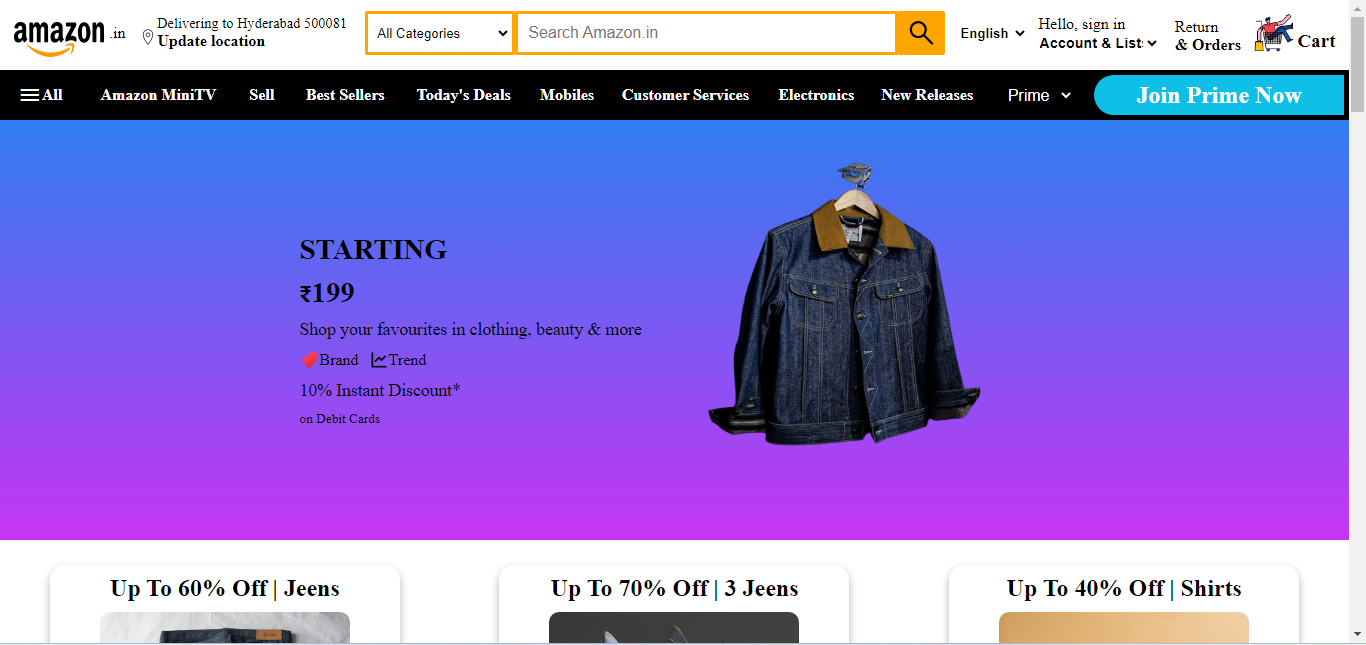 amazon.in
Delivering to Hyderabad 500081
Update location
All Categories
Search Amazon.in
English
Hello, sign in
Account & List
Return
& Orders
Cart
All
Amazon MiniTV
Sell
Best Sellers
Today's Deals
Mobiles
Customer Services
Electronics
New Releases
Prime
Join Prime Now
STARTING
₹199
Shop your favourites in clothing, beauty & more
Brand Trend
10% Instant Discount*
on Debit Cards
Up To 60% Off | Jeens
Up To 70% Off | 3 Jeens
Up To 40% Off | Shirts